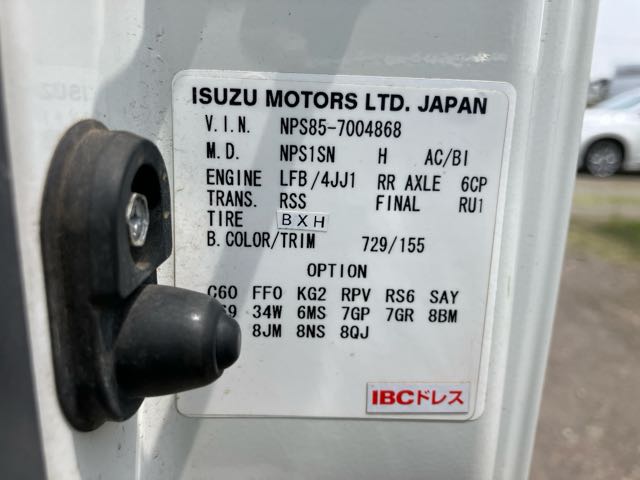 ISUZU MOTORS LTD. JAPAN
V.I.N. NPS85-7004868
M.D. NPS1SN H AC/BI
ENGINE LFB/4JJ1 RR AXLE 6CP
TRANS. RSS FINAL RU1
TIRE BXH
B.COLOR/TRIM 729/155
OPTION
C60 FF0 KG2 RPV RS6 SAY
34W 6MS 7GP 7GR 8BM
8JM 8NS 8QJ
IBCドレス